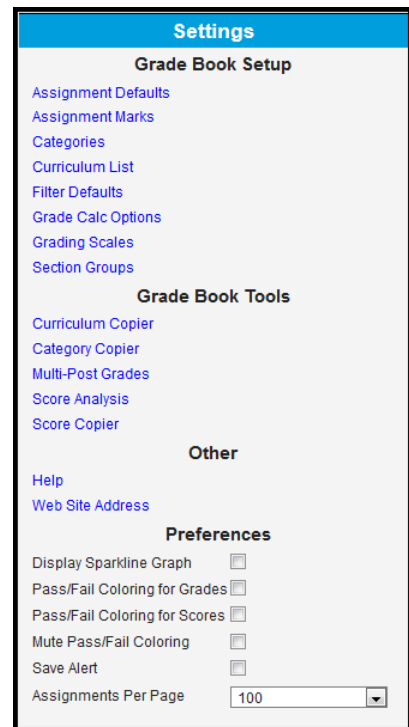 Settings
Grade Book Setup
Assignment Defaults
Assignment Marks
Categories
Curriculum List
Filter Defaults
Grade Calc Options
Grading Scales
Section Groups
Grade Book Tools
Curriculum Copier
Category Copier
Multi-Post Grades
Score Analysis
Score Copier
Other
Help
Web Site Address
Preferences
Display Sparkline Graph
Pass/Fail Coloring for Grades
Pass/Fail Coloring for Scores
Mute Pass/Fail Coloring
Save Alert
Assignments Per Page 100